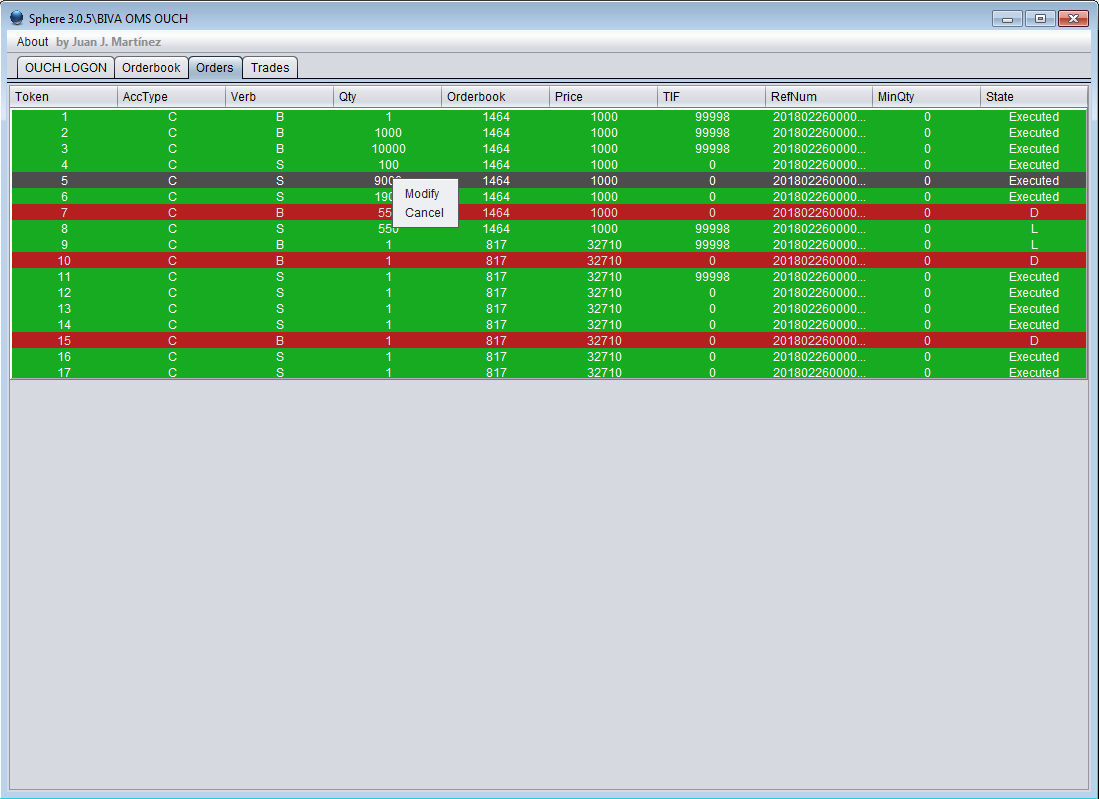 Sphere 3.0.5\BIVA OMS OUCH
About by Juan J. Martínez
OUCH LOGON Orderbook Orders Trades
Token AccType Verb Qty Orderbook Price TIF RefNum MinQty State
1 C B 1 1464 1000 99998 201802260000... 0 Executed
2 C B 1000 1464 1000 99998 201802260000... 0 Executed
3 C B 10000 1464 1000 99998 201802260000... 0 Executed
4 C S 100 1464 1000 0 201802260000... 0 Executed
5 C S 1464 1000 0 201802260000... 0 Executed
Modify
6 C S 1464 1000 0 201802260000... 0 Executed
Cancel
7 C B 1464 1000 0 201802260000... 0 D
8 C S 550 1464 1000 99998 201802260000... 0 L
9 C B 1 817 32710 99998 201802260000... 0 L
10 C B 1 817 32710 0 201802260000... 0 D
11 C S 1 817 32710 99998 201802260000... 0 Executed
12 C S 1 817 32710 0 201802260000... 0 Executed
13 C S 1 817 32710 0 201802260000... 0 Executed
14 C S 1 817 32710 0 201802260000... 0 Executed
15 C B 1 817 32710 0 201802260000... 0 D
16 C S 1 817 32710 0 201802260000... 0 Executed
17 C S 1 817 32710 0 201802260000... 0 Executed